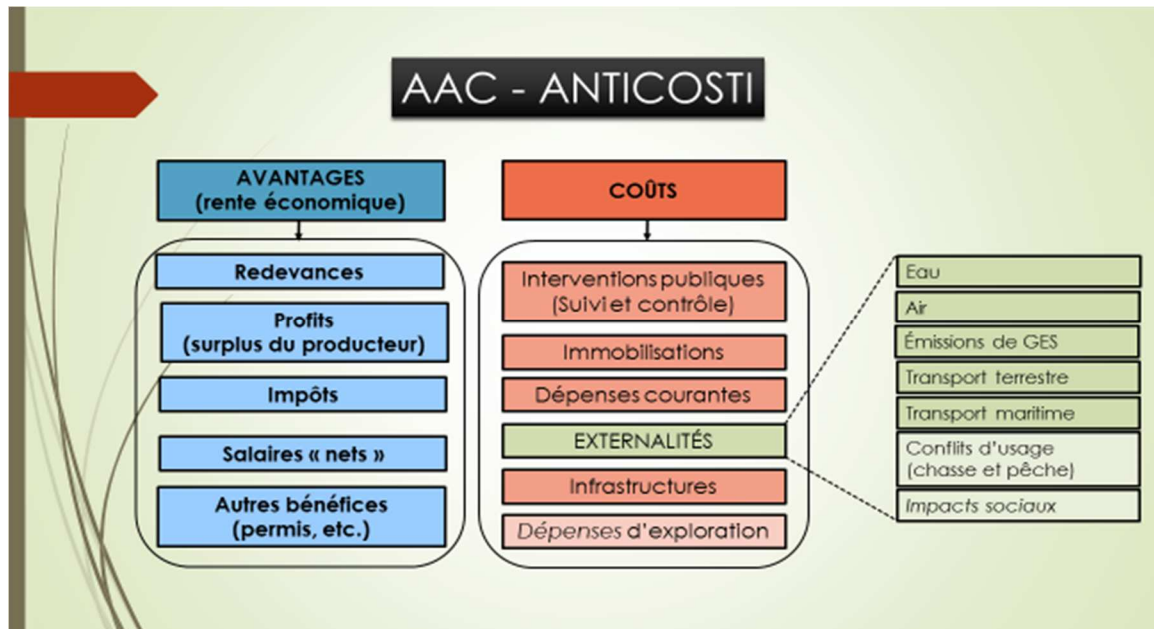 AAC - ANTICOSTI
AVANTAGES
(rente économique)
Redevances
Profits
(surplus du producteur)
Impôts
Salaires « nets »
Autres bénéfices
(permis, etc.)
COÛTS
Interventions publiques
(Suivi et contrôle)
Immobilisations
Dépenses courantes
EXTERNALITÉS
Infrastructures
Dépenses d'exploration
Eau
Air
Émissions de GES
Transport terrestre
Transport maritime
Conflits d'usage
(chasse et pêche)
Impacts sociaux